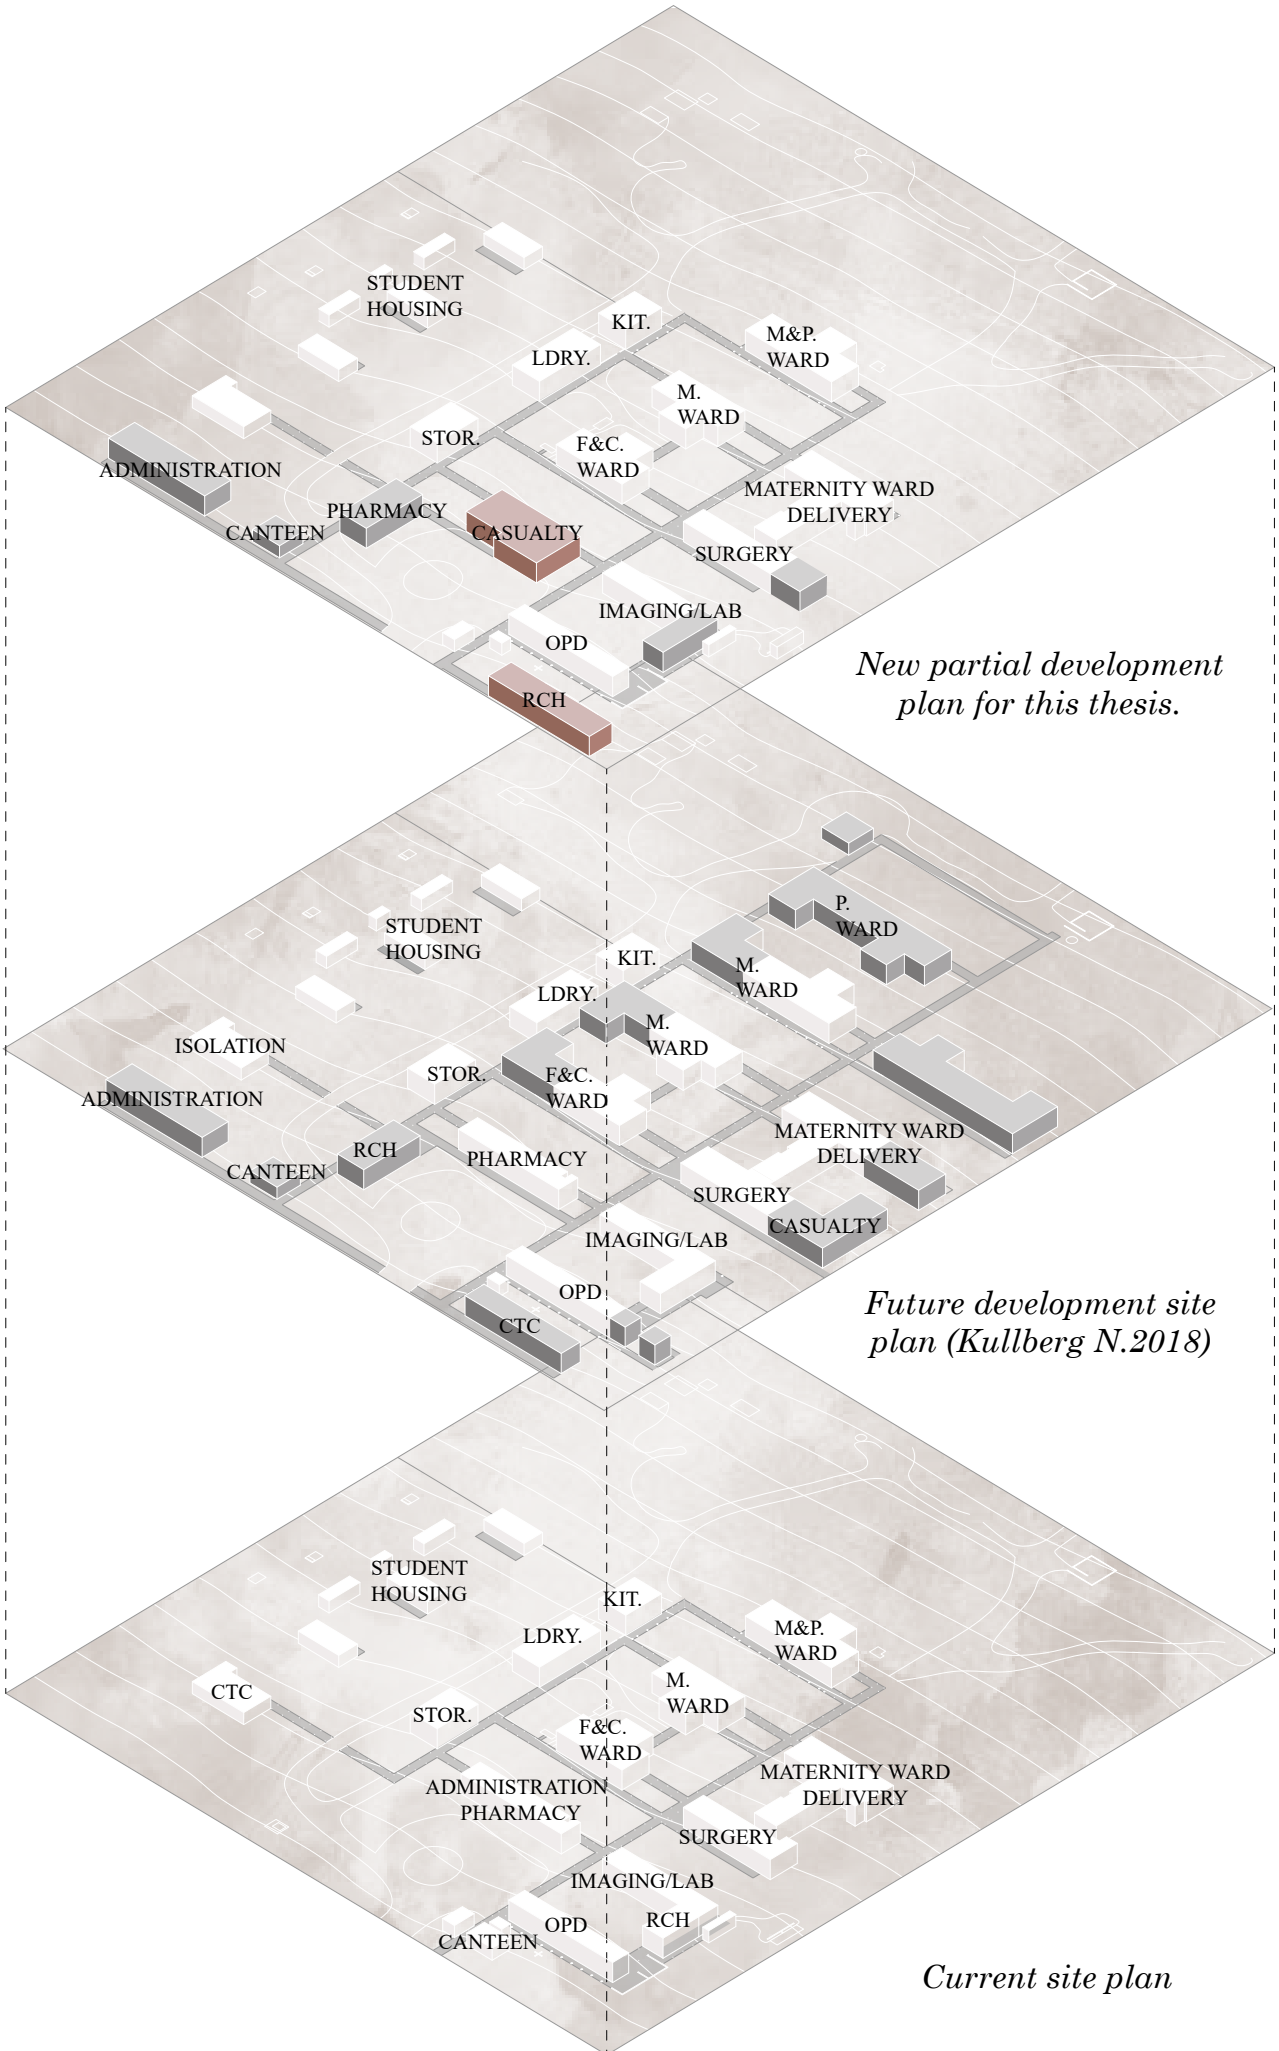 STUDENT
HOUSING
KIT.
M&P.
WARD
LDRY.
M.
WARD
STOR.
F&C.
WARD
ADMINISTRATION
MATERNITY WARD
DELIVERY
PHARMACY
CANTEEN
CASUALTY
SURGERY
IMAGING/LAB
OPD
RCH
New partial development
plan for this thesis.
P.
WARD
STUDENT
HOUSING
KIT.
M.
WARD
LDRY.
M.
WARD
ISOLATION
STOR.
F&C.
WARD
ADMINISTRATION
MATERNITY WARD
DELIVERY
RCH
PHARMACY
CANTEEN
SURGERY
CASUALTY
IMAGING/LAB
OPD
CTC
Future development site
plan (Kullberg N.2018)
STUDENT
HOUSING
KIT.
M&P.
WARD
LDRY.
CTC
M.
WARD
STOR.
F&C.
WARD
MATERNITY WARD
DELIVERY
ADMINISTRATION
PHARMACY
SURGERY
IMAGING/LAB
RCH
OPD
CANTEEN
Current site plan